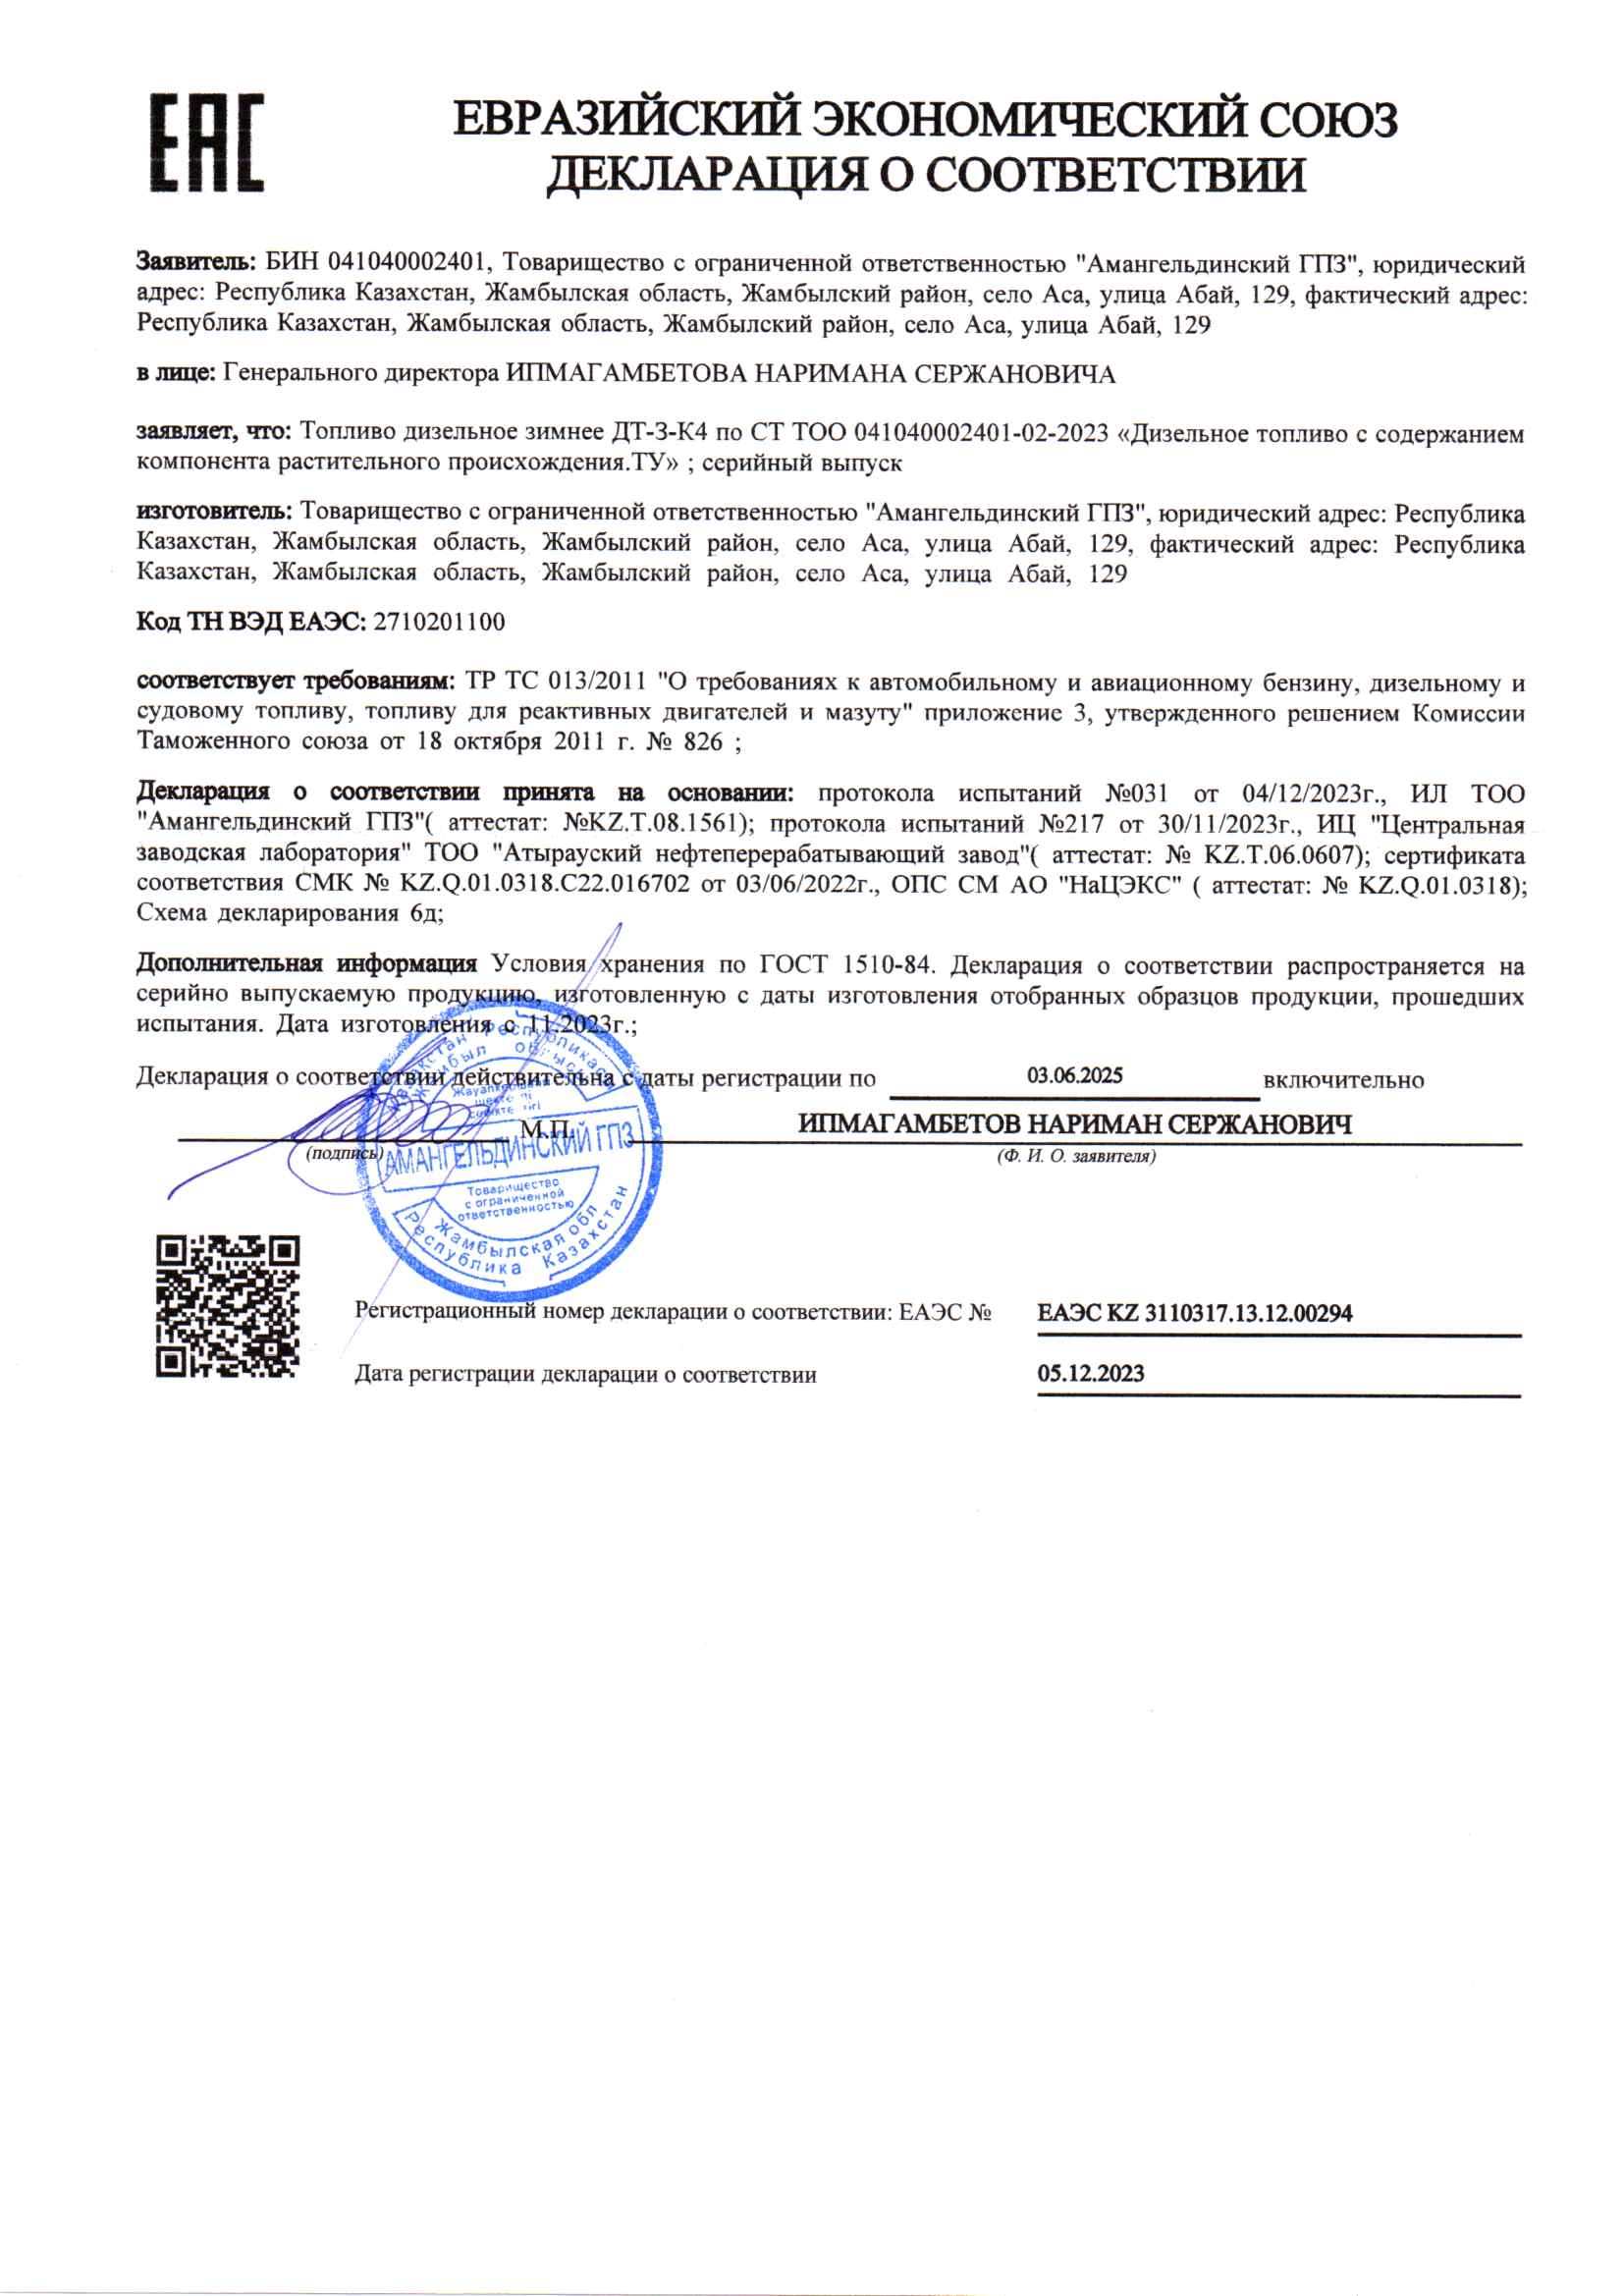 ЕАС
ЕВРАЗИЙСКИЙ ЭКОНОМИЧЕСКИЙ СОЮЗ
ДЕКЛАРАЦИЯ О СООТВЕТСТВИИ
Заявитель: БИН 041040002401, Товарищество с ограниченной ответственностью "Амангельдинский ГПЗ", юридический
адрес: Республика Казахстан, Жамбылская область, Жамбылский район, село Аса, улица Абай, 129, фактический адрес:
Республика Казахстан, Жамбылская область, Жамбылский район, село Аса, улица Абай, 129
в лице: Генерального директора ИПМАГАМБЕТОВА НАРИМАНА СЕРЖАНОВИЧА
заявляет, что: Топливо дизельное зимнее ДТ-З-К4 по СТ ТОО 041040002401-02-2023 «Дизельное топливо с содержанием
компонента растительного происхождения.ТУ» ; серийный выпуск
изготовитель: Товарищество с ограниченной ответственностью "Амангельдинский ГПЗ", юридический адрес: Республика
Казахстан, Жамбылская область, Жамбылский район, село Аса, улица Абай, 129, фактический адрес: Республика
Казахстан, Жамбылская область, Жамбылский район, село Аса, улица Абай, 129
Код ТН ВЭД ЕАЭС: 2710201100
соответствует требованиям: ТР ТС 013/2011 "О требованиях к автомобильному и авиационному бензину, дизельному и
судовому топливу, топливу для реактивных двигателей и мазуту" приложение 3, утвержденного решением Комиссии
Таможенного союза от 18 октября 2011 г. № 826 ;
Декларация о соответствии принята на основании: протокола испытаний №031 от 04/12/2023г., ИЛ ТОО
"Амангельдинский ГПЗ"( аттестат: №KZ.T.08.1561); протокола испытаний №217 от 30/11/2023г., ИЦ "Центральная
заводская лаборатория" ТОО "Атырауский нефтеперерабатывающий завод"( аттестат: № KZ.T.06.0607); сертификата
соответствия СМК № KZ.Q.01.0318.C22.016702 от 03/06/2022г., ОПС СМ АО "НаЦЭКС" ( аттестат: № KZ.Q.01.0318);
Схема декларирования 6д;
Дополнительная информация Условия хранения по ГОСТ 1510-84. Декларация о соответствии распространяется на
серийно выпускаемую продукцию, изготовленную с даты изготовления отобранных образцов продукции, прошедших
испытания. Дата изготовления с 11.2023г.;
Декларация о соответствии действительна с даты регистрации по 03.06.2025 включительно
М.П. ИПМАГАМБЕТОВ НАРИМАН СЕРЖАНОВИЧ
(подпись) (Ф. И. О. заявителя)
АМАНГЕЛЬДИНСКИЙ ГПЗ
Товарищество
с ограниченной
ответственностью
Жамбылская обл
Республика Казахстан
Регистрационный номер декларации о соответствии: ЕАЭС № ЕАЭС KZ 3110317.13.12.00294
Дата регистрации декларации о соответствии 05.12.2023